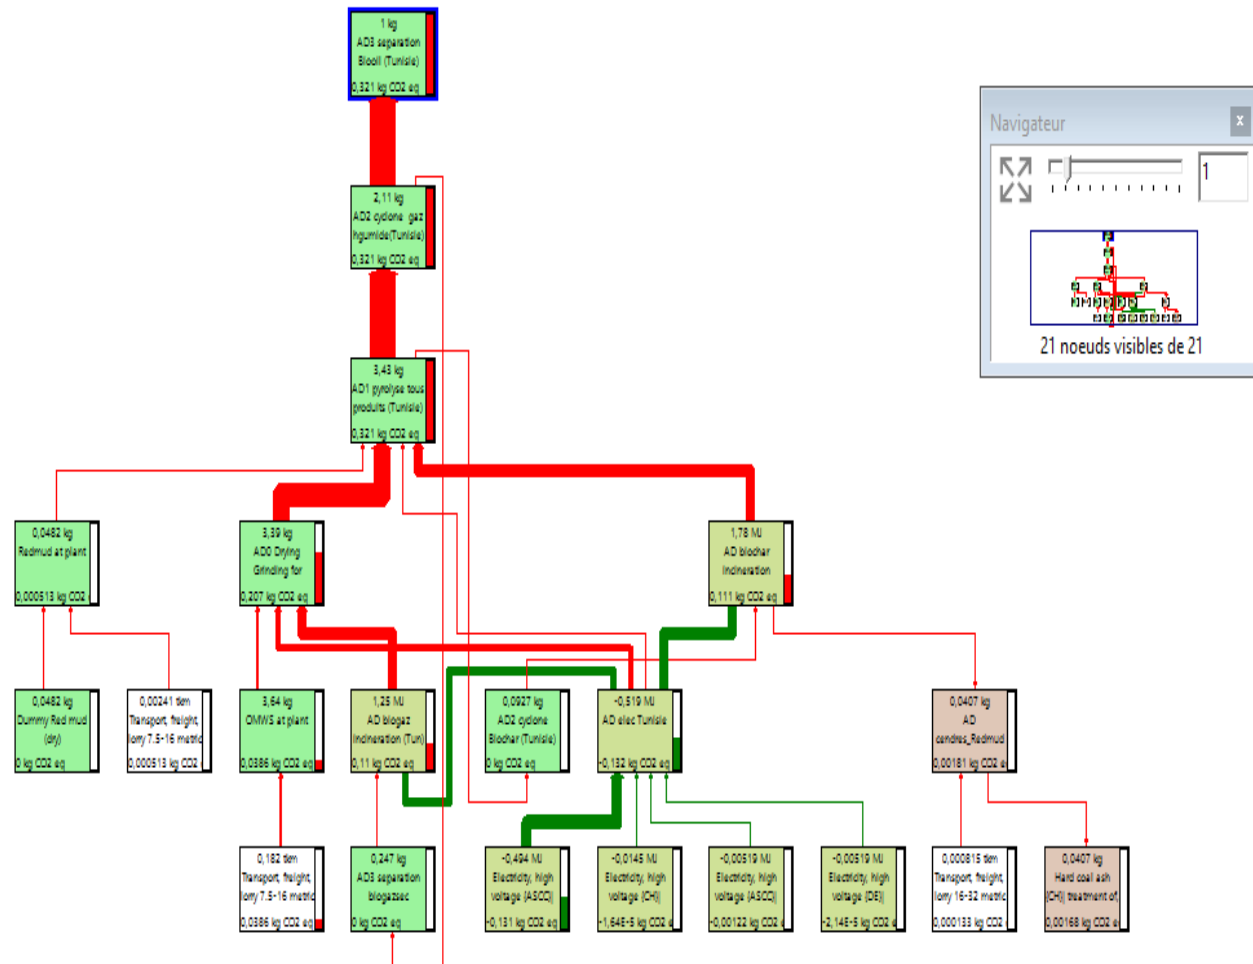 1 kg
AD3 separation
Biooil (Tunisie)
0,321 kg CO2 eq
Navigateur
x
1
21 noeuds visibles de 21
2,11 kg
AD2 cyclone gaz
hgumide(Tunisie)
0,321 kg CO2 eq
3,43 kg
AD1 pyrolyse tous
produits (Tunisie)
0,321 kg CO2 eq
0,0482 kg
Redmud at plant
0,000513 kg CO2
3,39 kg
AD0 Drying
Grinding for
0,207 kg CO2 eq
1,78 MJ
AD biochar
Incineration
0,111 kg CO2 eq
0,0482 kg
Dummy Red mud
(dry)
0 kg CO2 eq
0,00241 tkm
Transport, freight,
lorry 7.5-16 metric
0,000513 kg CO2
3,64 kg
OMWS at plant
0,0386 kg CO2 eq
1,25 MJ
AD biogaz
Incineration (Tun)
0,11 kg CO2 eq
0,0927 kg
AD2 cyclone
Biochar (Tunisie)
0 kg CO2 eq
-0,519 MJ
AD elec Tunisie
-0,132 kg CO2 eq
0,0407 kg
AD
cendres_Redmud
0,00181 kg CO2 e
0,182 tkm
Transport, freight,
lorry 7.5-16 metric
0,0386 kg CO2 eq
0,247 kg
AD3 separation
biogazsec
0 kg CO2 eq
-0,494 MJ
Electricity, high
voltage {ASCC}|
-0,131 kg CO2 eq
-0,0145 MJ
Electricity, high
voltage {CH}|
-1,64E-5 kg CO2
-0,00519 MJ
Electricity, high
voltage {ASCC}|
-0,00122 kg CO2
-0,00519 MJ
Electricity, high
voltage {DE}|
-2,14E-5 kg CO2
0,000815 tkm
Transport, freight,
lorry 16-32 metric
0,000133 kg CO2
0,0407 kg
Hard coal ash
{CH}| treatment of,
0,00168 kg CO2 e